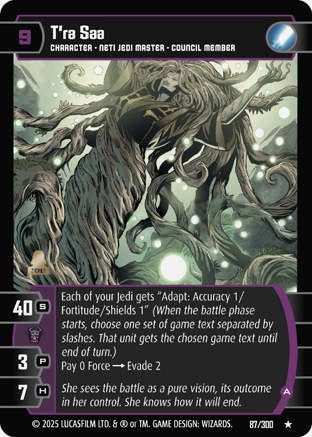 9
T'ra Saa
CHARACTER - NETI JEDI MASTER - COUNCIL MEMBER
40 S
3 P
7 H
Each of your Jedi gets “Adapt: Accuracy 1/
Fortitude/Shields 1” (When the battle phase
starts, choose one set of game text separated by
slashes. That unit gets the chosen game text until
end of turn.)
Pay 0 Force → Evade 2
She sees the battle as a pure vision, its outcome
in her control. She knows how it will end.
A
© 2025 LUCASFILM LTD. & ® or TM. GAME DESIGN: WIZARDS.
87/300